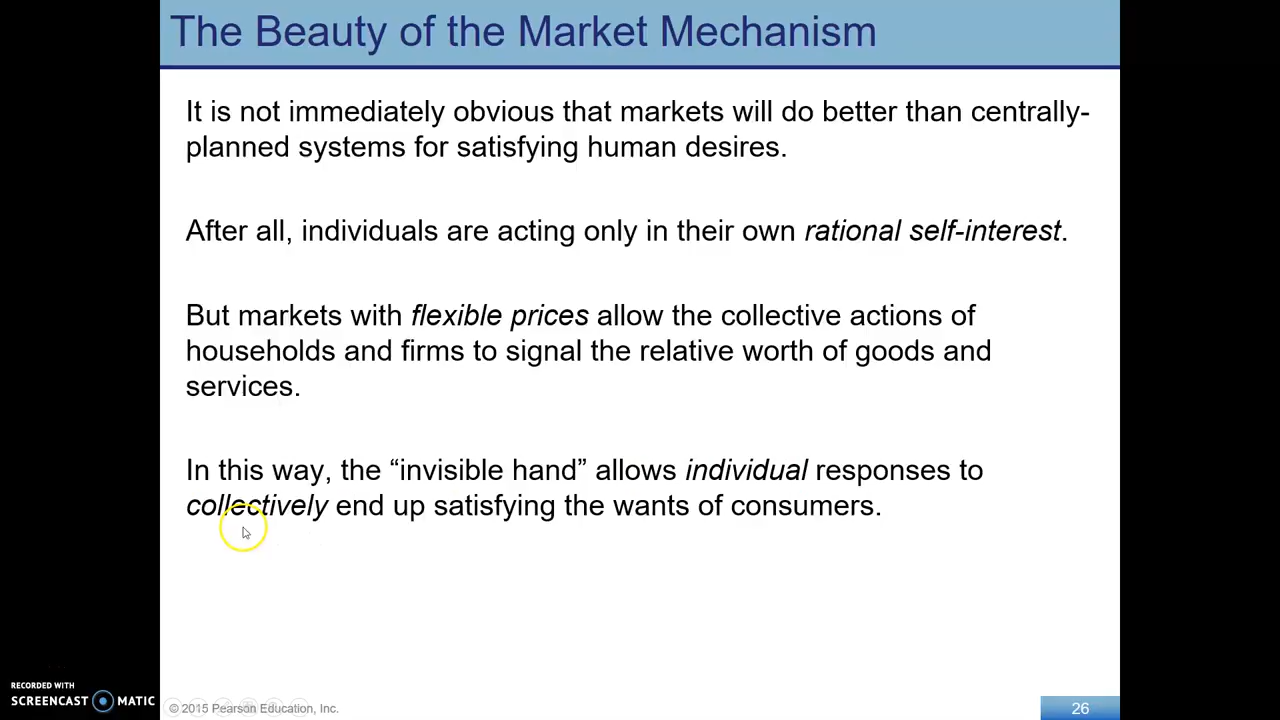 The Beauty of the Market Mechanism
It is not immediately obvious that markets will do better than centrally-
planned systems for satisfying human desires.
After all, individuals are acting only in their own rational self-interest.
But markets with flexible prices allow the collective actions of
households and firms to signal the relative worth of goods and
services.
In this way, the “invisible hand” allows individual responses to
collectively end up satisfying the wants of consumers.
RECORDED WITH
SCREENCAST MATIC
© 2015 Pearson Education, Inc.
26